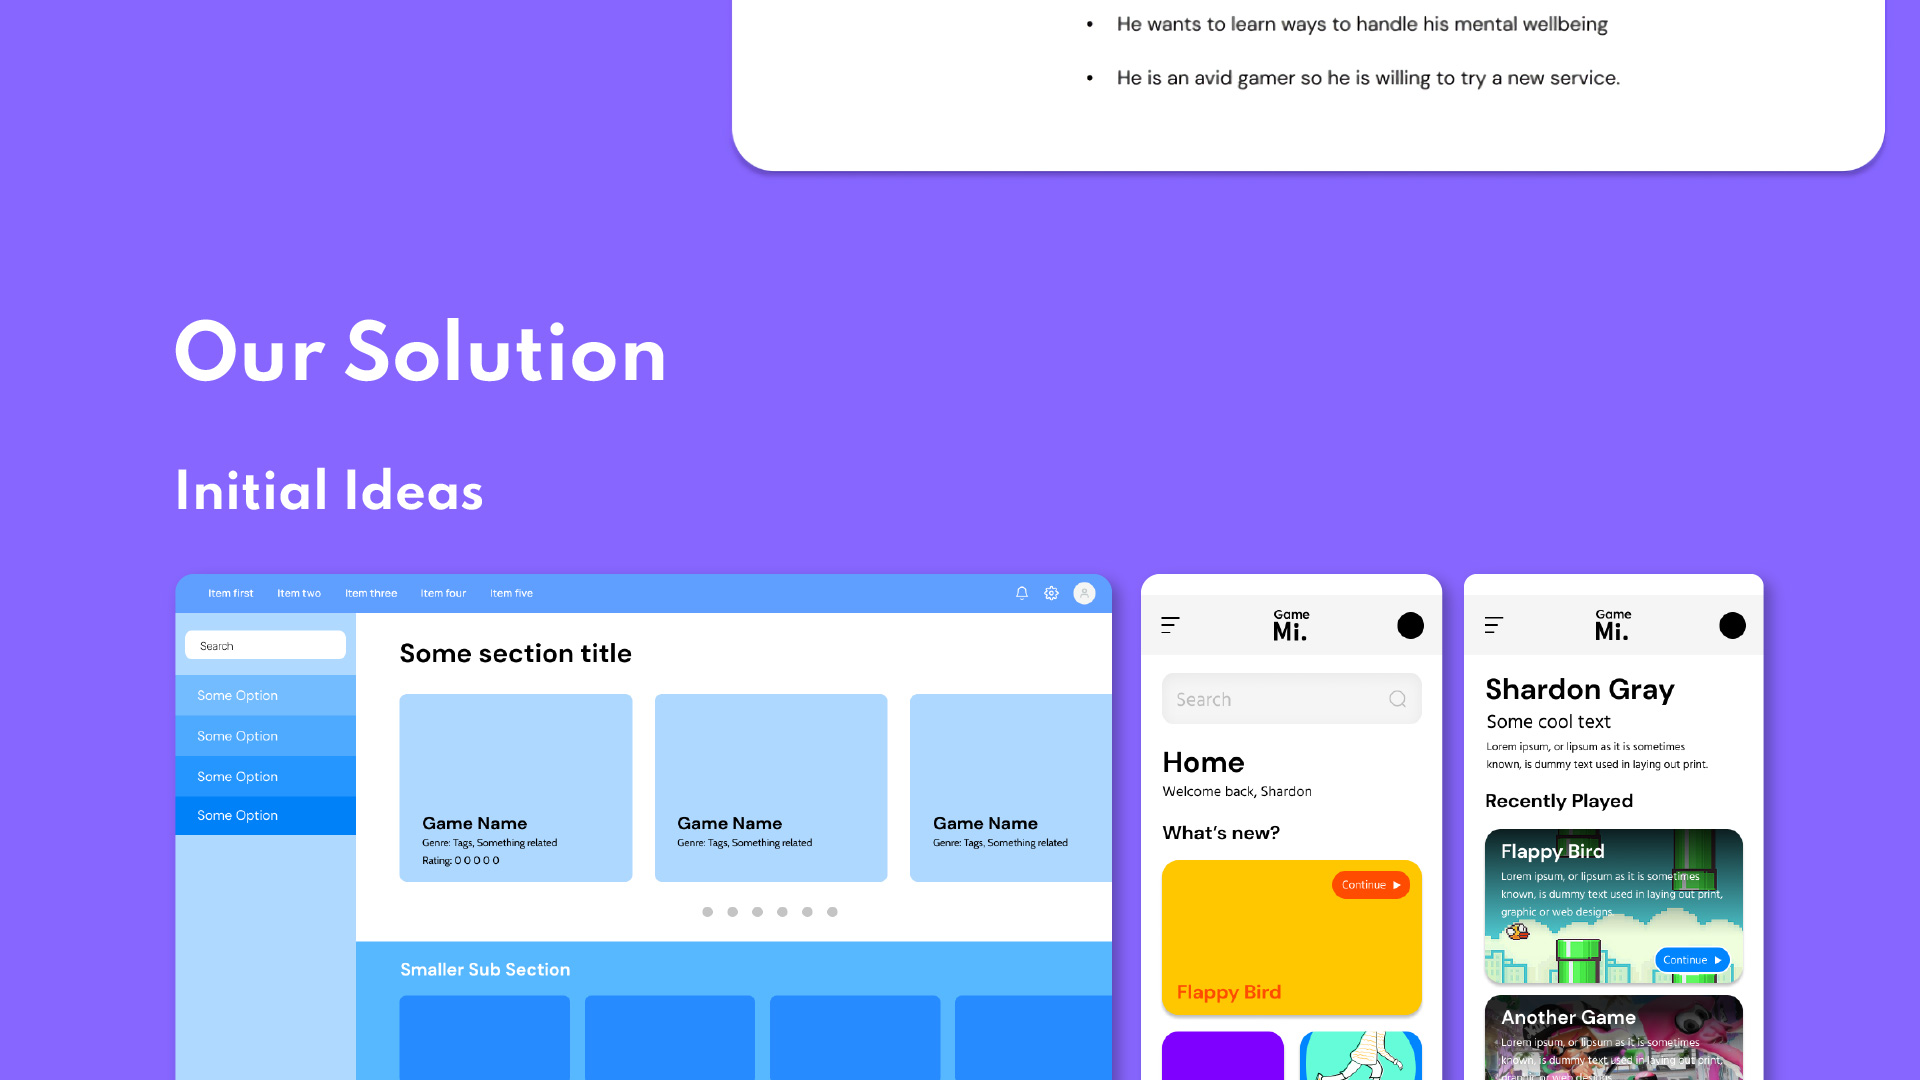 • He wants to learn ways to handle his mental wellbeing
• He is an avid gamer so he is willing to try a new service.
Our Solution
Initial Ideas
Item first Item two Item three Item four Item five
Search
Some Option
Some Option
Some Option
Some Option
Some section title
Game Name
Genre: Tags, Something related
Rating: 0 0 0 0 0
Game Name
Genre: Tags, Something related
Game Name
Genre: Tags, Something related
Smaller Sub Section
Game
Mi.
Search
Home
Welcome back, Shardon
What's new?
Continue
Flappy Bird
Game
Mi.
Shardon Gray
Some cool text
Lorem ipsum, or lipsum as it is sometimes
known, is dummy text used in laying out print.
Recently Played
Flappy Bird
Lorem ipsum, or lipsum as it is sometimes
known, is dummy text used in laying out print,
graphic or web designs.
Continue
Another Game
Lorem ipsum, or lipsum as it is sometimes
known, is dummy text used in laying out print,
graphic or web designs.